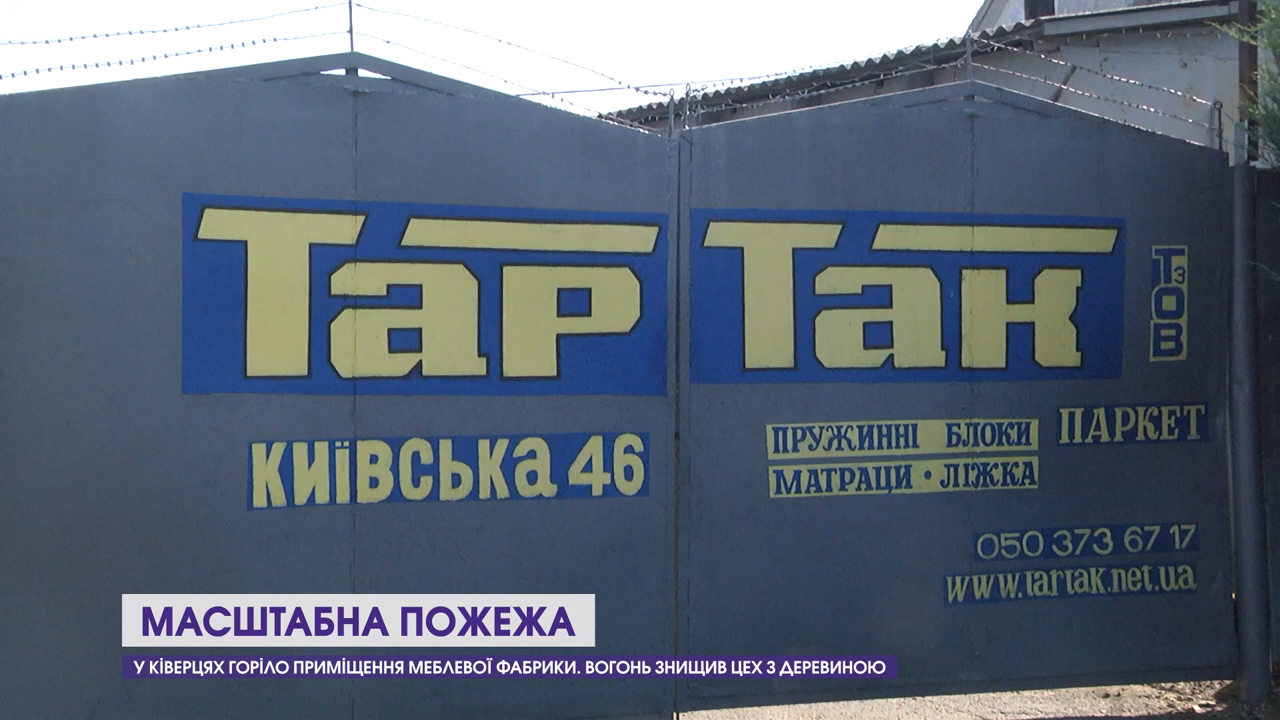 Тар Так
ТзОВ
КИЇВСЬКА 46
ПРУЖИННІ БЛОКИ
МАТРАЦИ · ЛІЖКА
ПАРКЕТ
050 373 67 17
www.tartak.net.ua
МАСШТАБНА ПОЖЕЖА
У КІВЕРЦЯХ ГОРІЛО ПРИМІЩЕННЯ МЕБЛЕВОЇ ФАБРИКИ. ВОГОНЬ ЗНИЩИВ ЦЕХ З ДЕРЕВИНОЮ